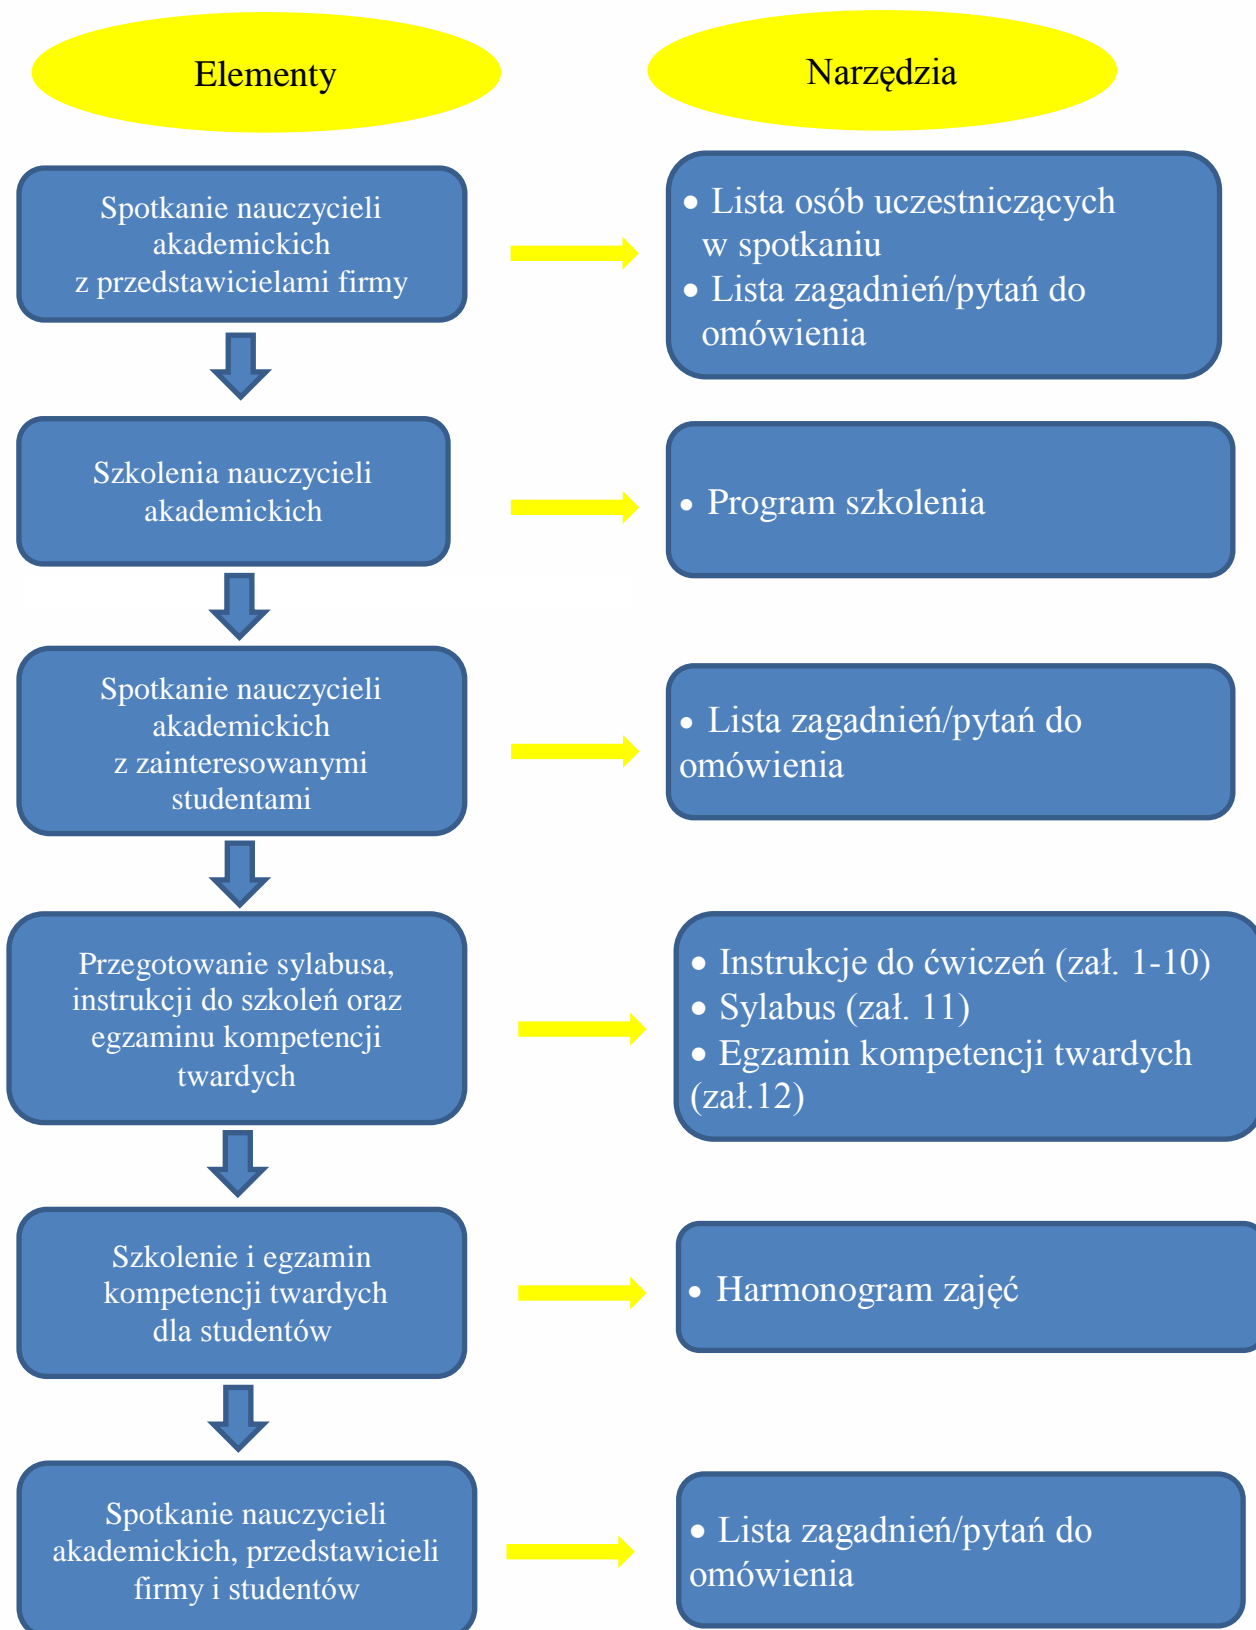 Elementy
Narzędzia
Spotkanie nauczycieli
akademickich
z przedstawicielami firmy
• Lista osób uczestniczących
w spotkaniu
• Lista zagadnień/pytań do
omówienia
Szkolenia nauczycieli
akademickich
• Program szkolenia
Spotkanie nauczycieli
akademickich
z zainteresowanymi
studentami
• Lista zagadnień/pytań do
omówienia
Przegotowanie sylabusa,
instrukcji do szkoleń oraz
egzaminu kompetencji
twardych
• Instrukcje do ćwiczeń (zał. 1-10)
• Sylabus (zał. 11)
• Egzamin kompetencji twardych
(zał.12)
Szkolenie i egzamin
kompetencji twardych
dla studentów
• Harmonogram zajęć
Spotkanie nauczycieli
akademickich, przedstawicieli
firmy i studentów
• Lista zagadnień/pytań do
omówienia